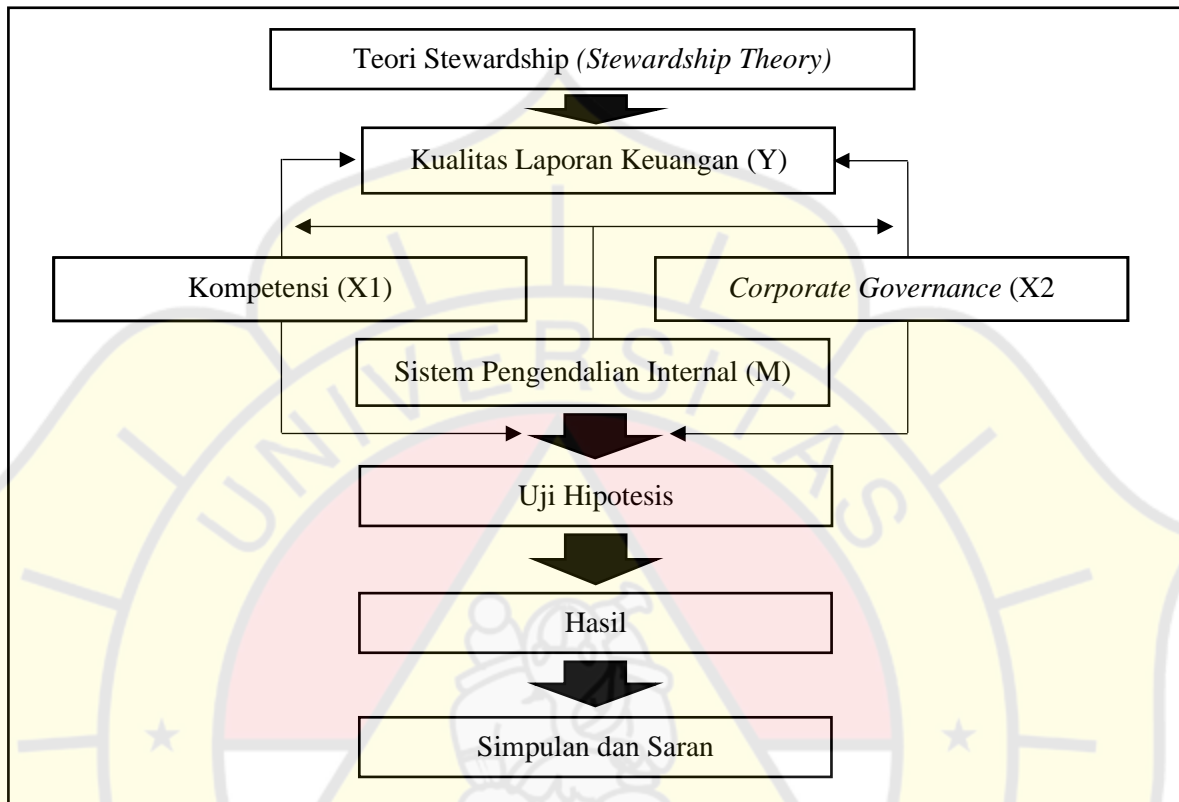 Teori Stewardship (Stewardship Theory)
Kualitas Laporan Keuangan (Y)
Kompetensi (X1)
Corporate Governance (X2
Sistem Pengendalian Internal (M)
UNIVERSITAS
Uji Hipotesis
Hasil
Simpulan dan Saran